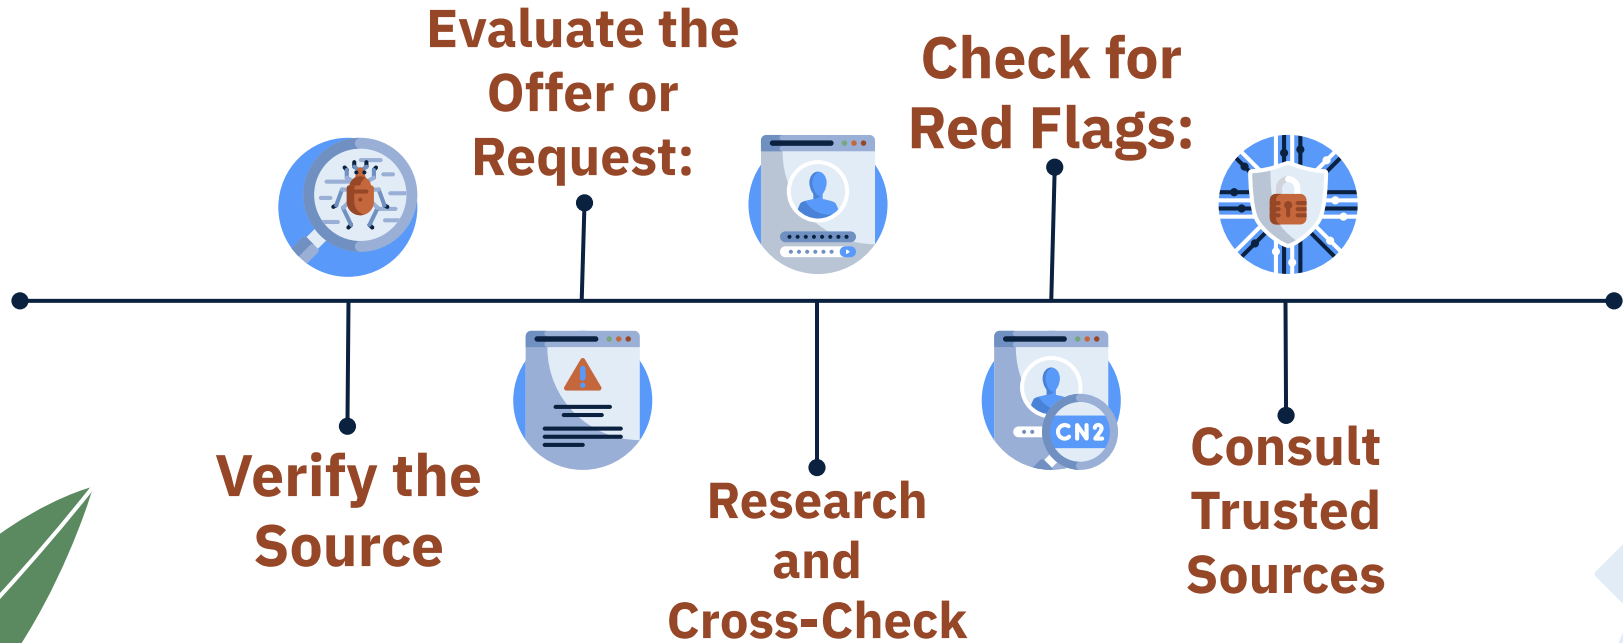 Evaluate the
Offer or
Request:
Check for
Red Flags:
Verify the
Source
CN2
Research
and
Cross-Check
Consult
Trusted
Sources